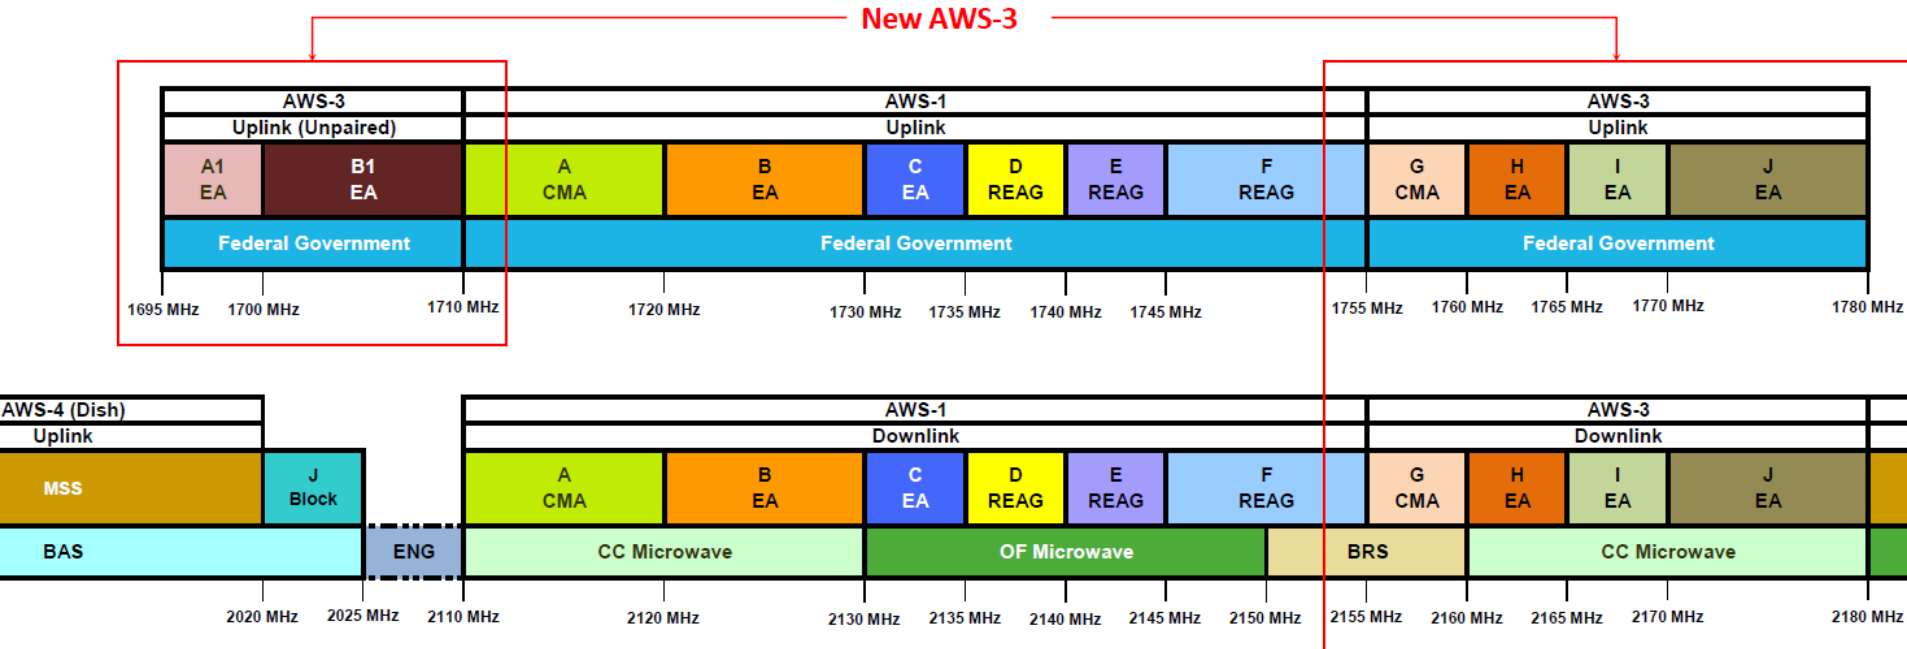 New AWS-3
AWS-3 AWS-1 AWS-3
Uplink (Unpaired) Uplink Uplink
A1 B1 A B C D E F G H I J
EA EA CMA EA EA REAG REAG REAG CMA EA EA EA
Federal Government Federal Government Federal Government
1695 MHz 1700 MHz 1710 MHz 1720 MHz 1730 MHz 1735 MHz 1740 MHz 1745 MHz 1755 MHz 1760 MHz 1765 MHz 1770 MHz 1780 MHz
AWS-4 (Dish) AWS-1 AWS-3
Uplink Downlink Downlink
MSS J A B C D E F G H I J
Block CMA EA EA REAG REAG REAG CMA EA EA EA
BAS ENG CC Microwave OF Microwave BRS CC Microwave
2020 MHz 2025 MHz 2110 MHz 2120 MHz 2130 MHz 2135 MHz 2140 MHz 2145 MHz 2150 MHz 2155 MHz 2160 MHz 2165 MHz 2170 MHz 2180 MHz